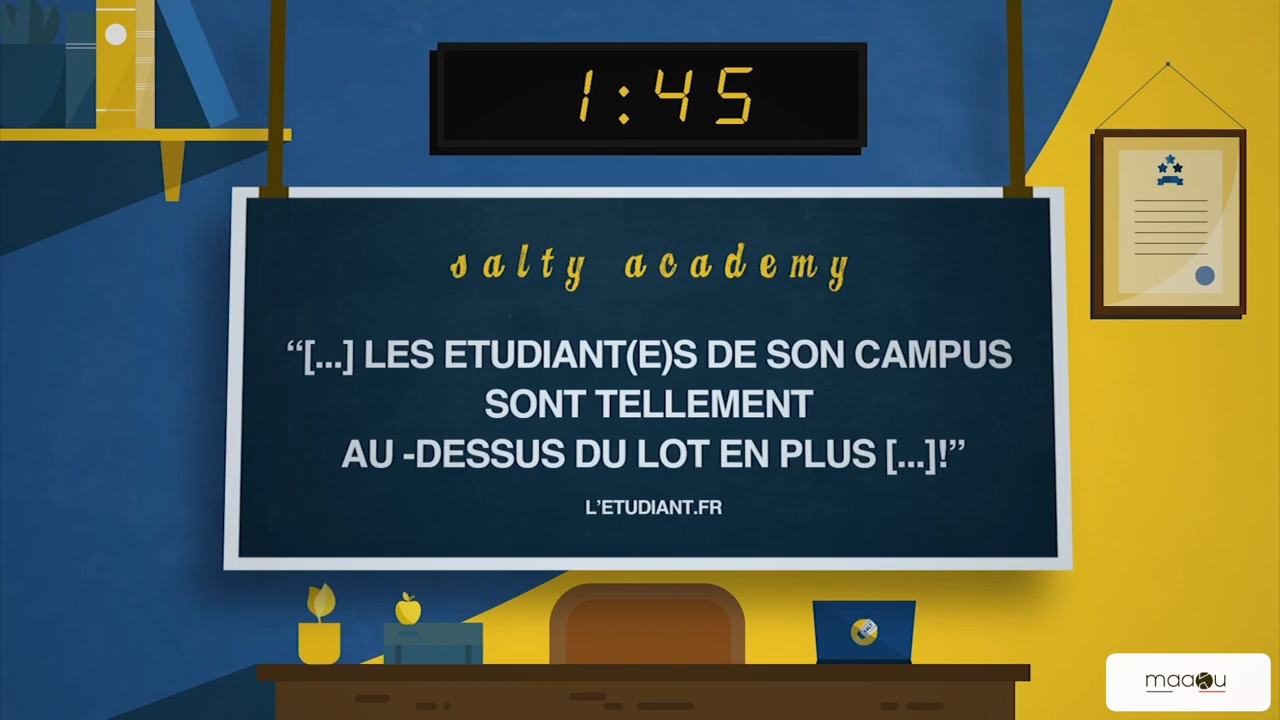 1:45
salty academy
“[...] LES ETUDIANT(E)S DE SON CAMPUS
SONT TELLEMENT
AU -DESSUS DU LOT EN PLUS [...]!”
L’ETUDIANT.FR
SALT
maaku